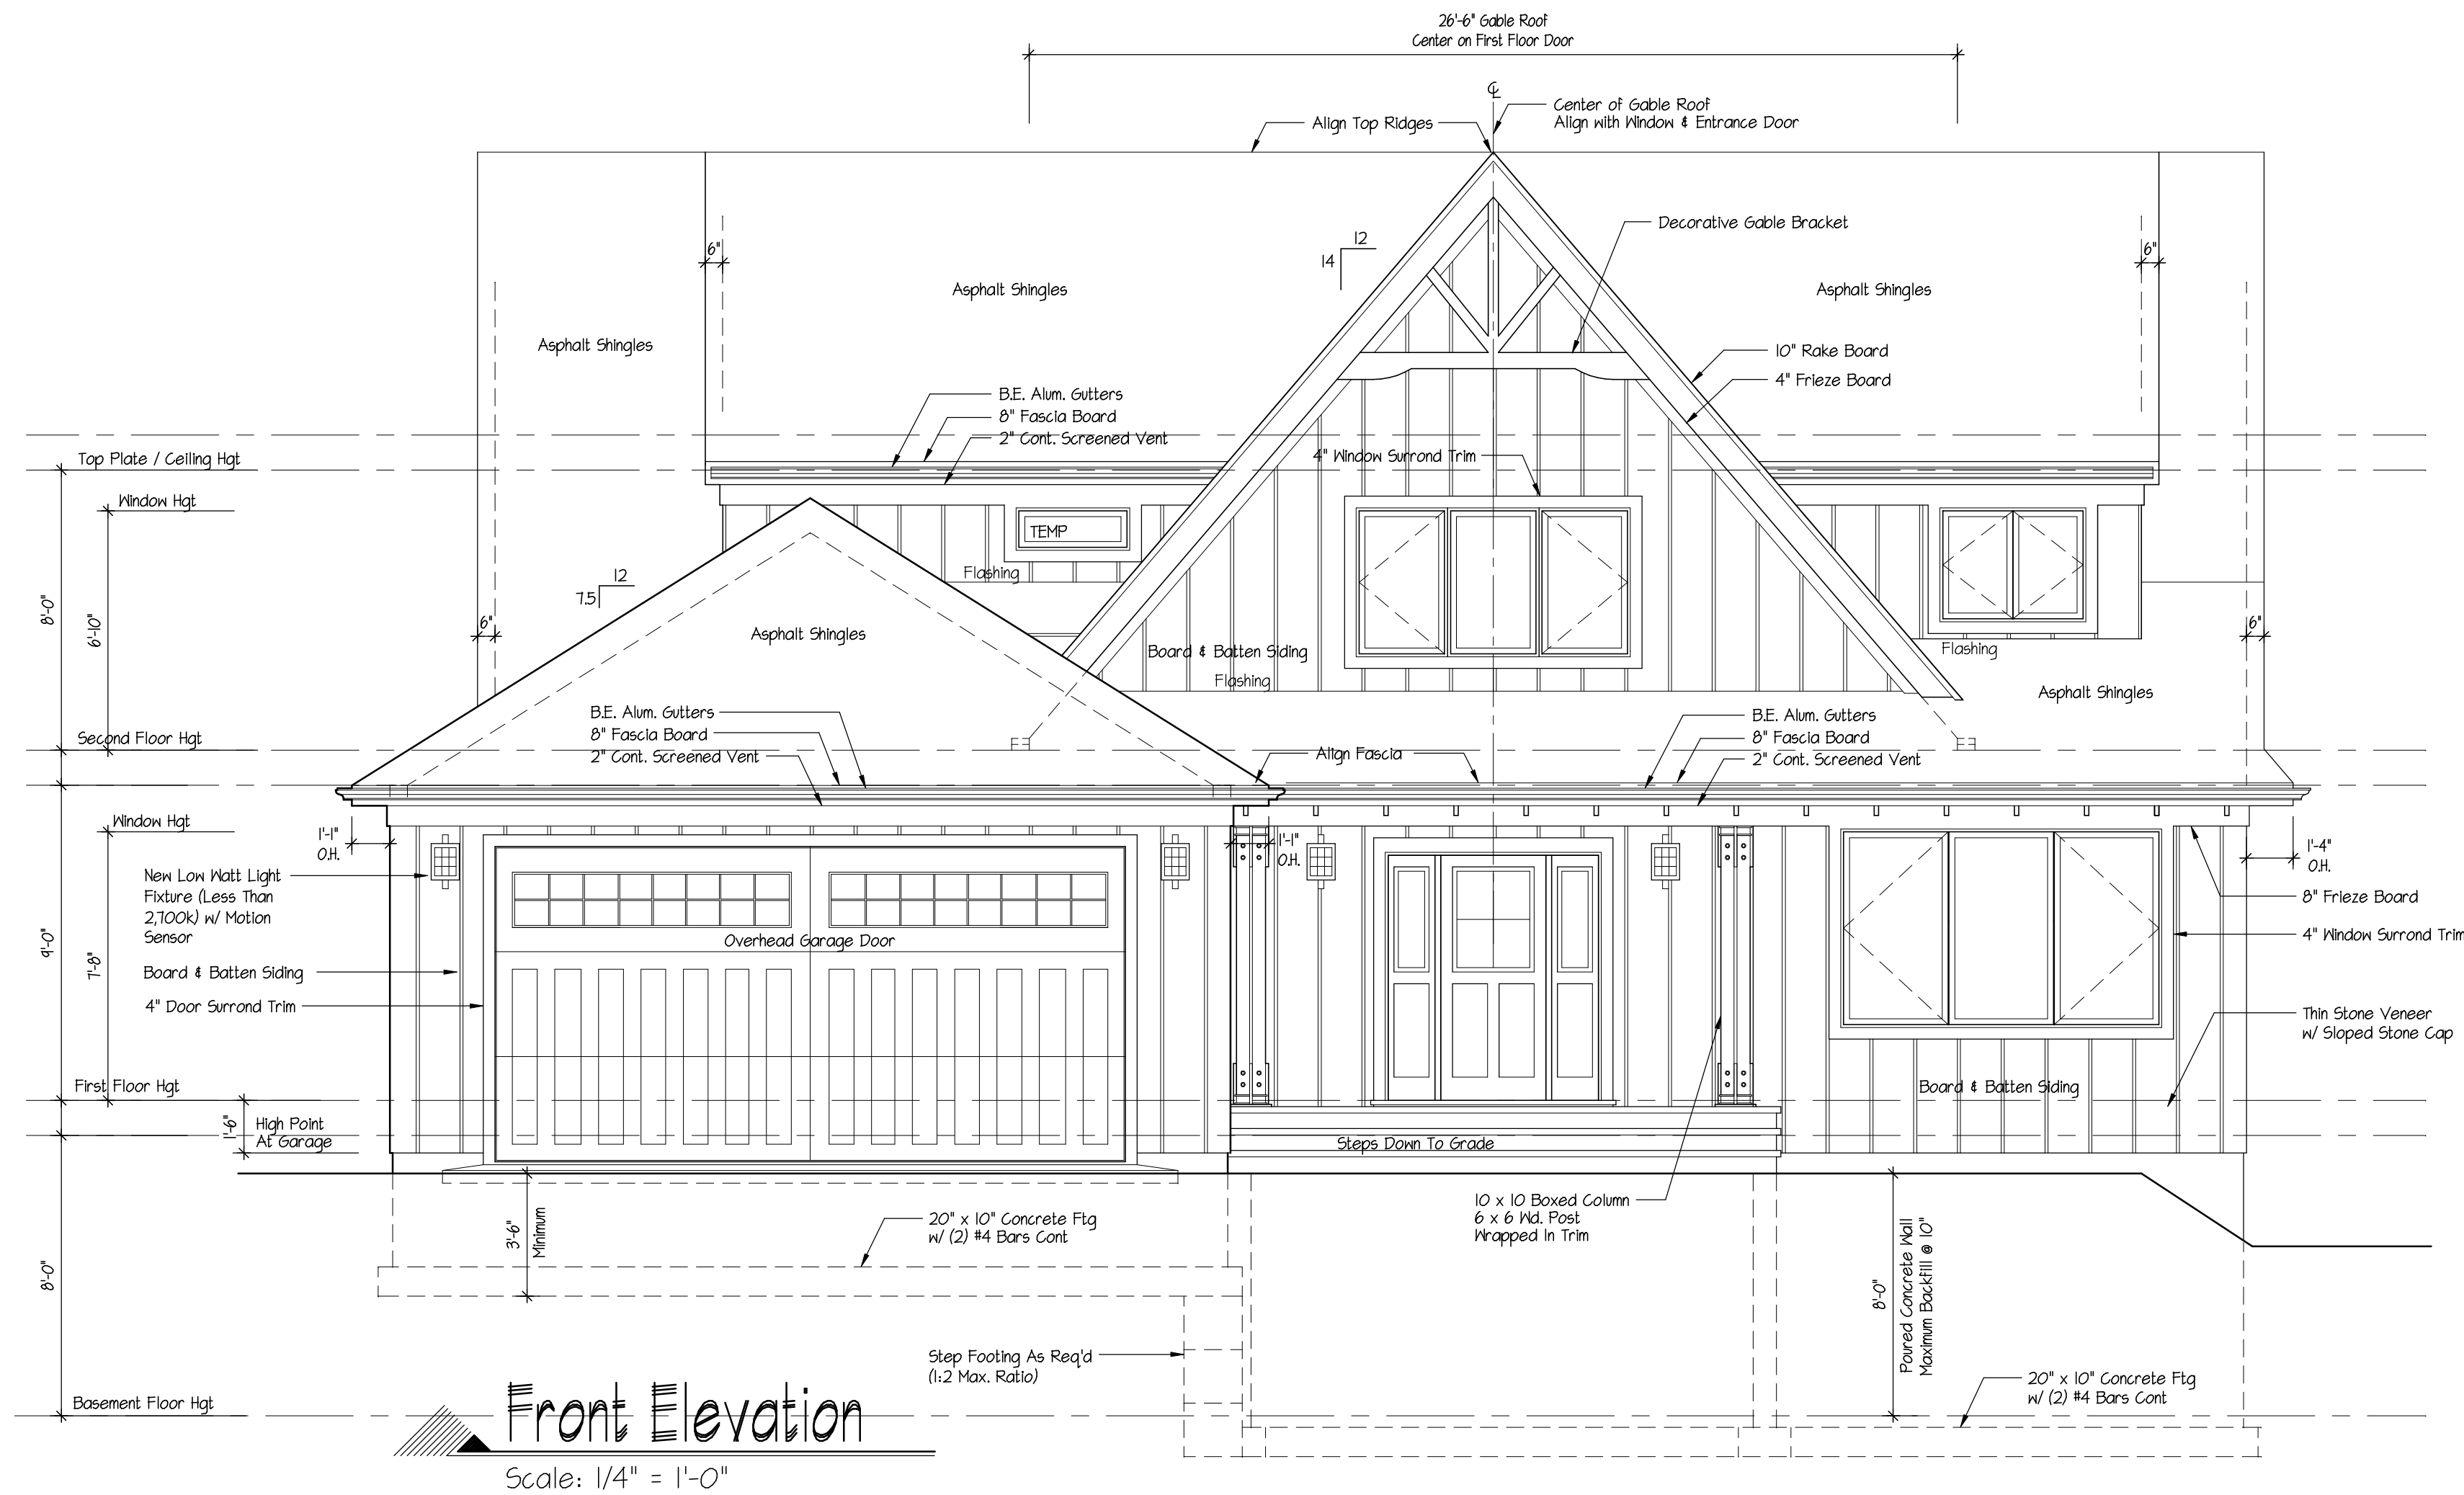 26'-6" Gable Roof
Center on First Floor Door
℄
Center of Gable Roof
Align with Window & Entrance Door
Align Top Ridges
Decorative Gable Bracket
12
14
6"
6"
Asphalt Shingles
Asphalt Shingles
Asphalt Shingles
10" Rake Board
4" Frieze Board
B.E. Alum. Gutters
8" Fascia Board
2" Cont. Screened Vent
Top Plate / Ceiling Hgt
4" Window Surrond Trim
Window Hgt
TEMP
Flashing
12
7.5
8'-0"
6'-10"
6"
6"
Asphalt Shingles
Board & Batten Siding
Flashing
Flashing
Asphalt Shingles
B.E. Alum. Gutters
8" Fascia Board
2" Cont. Screened Vent
B.E. Alum. Gutters
8" Fascia Board
2" Cont. Screened Vent
Second Floor Hgt
Align Fascia
Window Hgt
1'-1"
O.H.
1'-1"
O.H.
1'-4"
O.H.
New Low Watt Light
Fixture (Less Than
2,700k) w/ Motion
Sensor
8" Frieze Board
4" Window Surrond Trim
9'-0"
7'-8"
Overhead Garage Door
Board & Batten Siding
4" Door Surrond Trim
Thin Stone Veneer
w/ Sloped Stone Cap
First Floor Hgt
Board & Batten Siding
1'-6"
High Point
At Garage
Steps Down To Grade
10 x 10 Boxed Column
6 x 6 Wd. Post
Wrapped In Trim
3'-6"
Minimum
20" x 10" Concrete Ftg
w/ (2) #4 Bars Cont
8'-0"
8'-0"
Poured Concrete Wall
Maximum Backfill @ 10"
Step Footing As Req'd
(1:2 Max. Ratio)
20" x 10" Concrete Ftg
w/ (2) #4 Bars Cont
Basement Floor Hgt
Front Elevation
Scale: 1/4" = 1'-0"